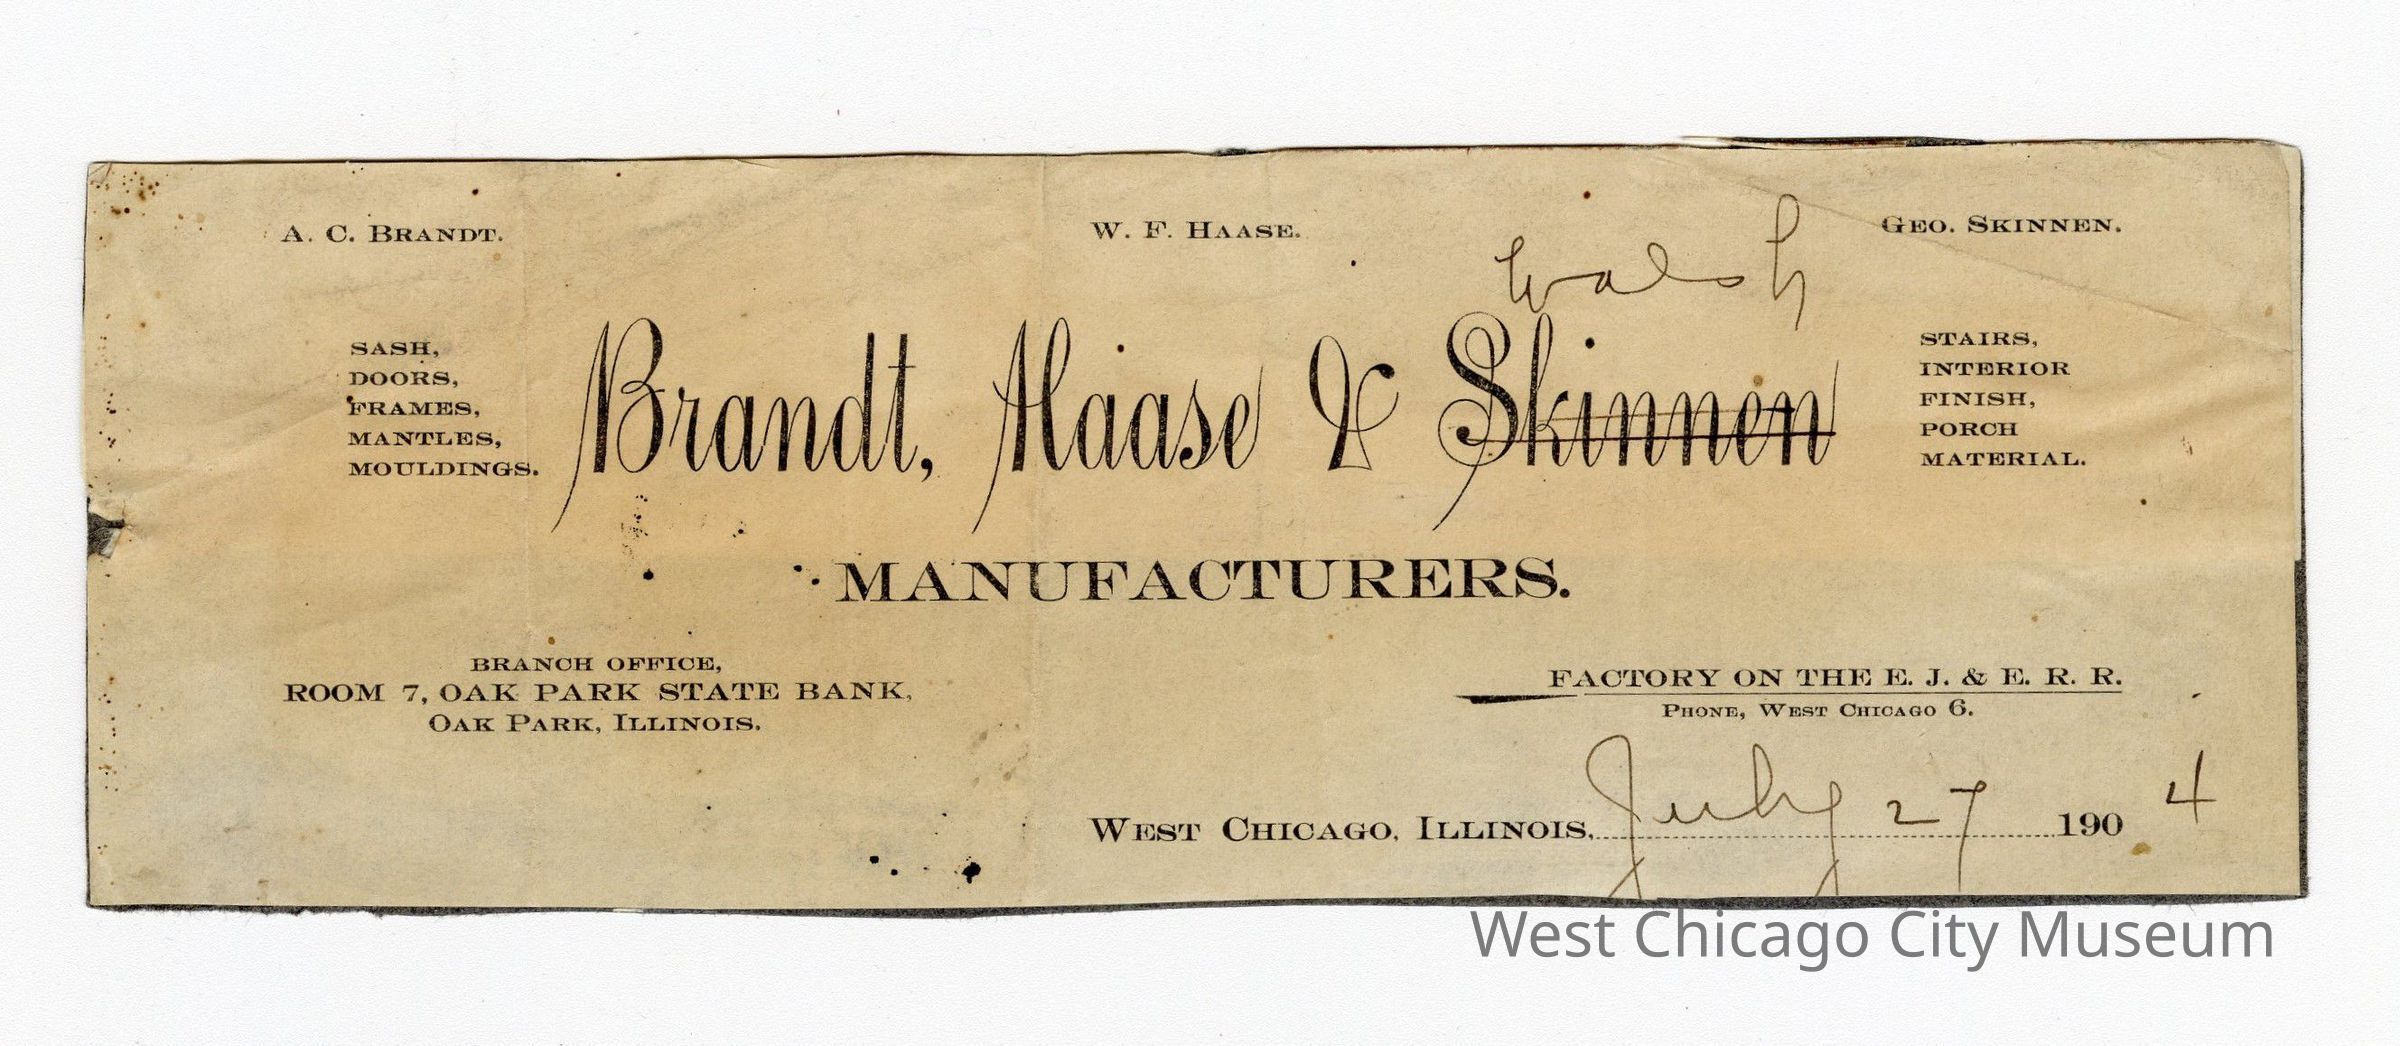 A. C. BRANDT.
W. F. HAASE.
GEO. SKINNEN.
Walsh
SASH,
DOORS,
FRAMES,
MANTLES,
MOULDINGS.
Brandt, Haase & Skinnen
STAIRS,
INTERIOR
FINISH,
PORCH
MATERIAL.
MANUFACTURERS.
BRANCH OFFICE,
ROOM 7, OAK PARK STATE BANK,
OAK PARK, ILLINOIS.
FACTORY ON THE E. J. & E. R. R.
PHONE, WEST CHICAGO 6.
WEST CHICAGO, ILLINOIS, July 27 1904
West Chicago City Museum